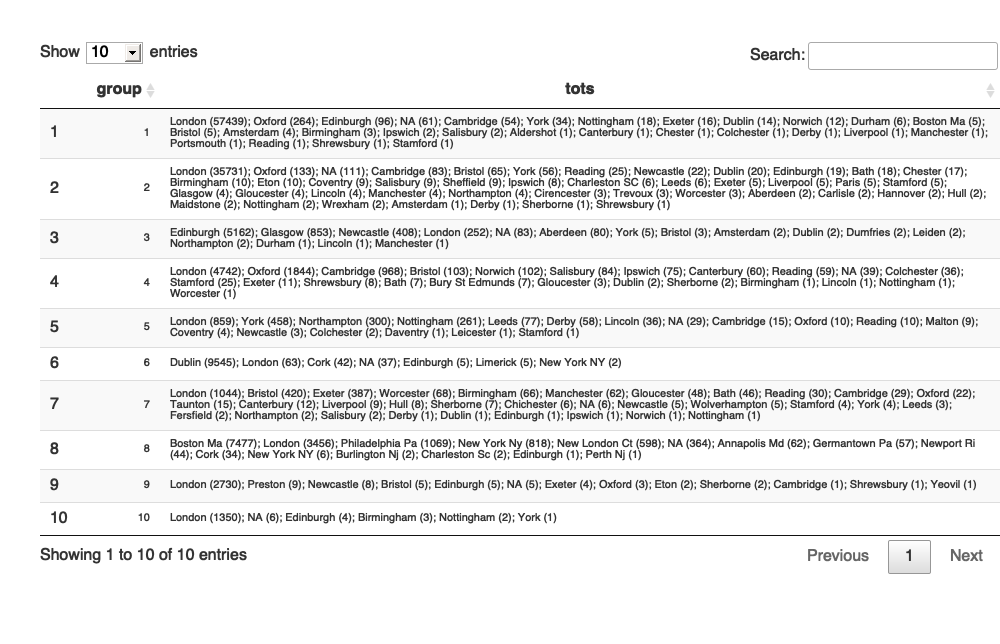 Show 10 entries Search:
group tots
1 1 London (57439); Oxford (264); Edinburgh (96); NA (61); Cambridge (54); York (34); Nottingham (18); Exeter (16); Dublin (14); Norwich (12); Durham (6); Boston Ma (5);
Bristol (5); Amsterdam (4); Birmingham (3); Ipswich (2); Salisbury (2); Aldershot (1); Canterbury (1); Chester (1); Colchester (1); Derby (1); Liverpool (1); Manchester (1);
Portsmouth (1); Reading (1); Shrewsbury (1); Stamford (1)
2 2 London (35731); Oxford (133); NA (111); Cambridge (83); Bristol (65); York (56); Reading (25); Newcastle (22); Dublin (20); Edinburgh (19); Bath (18); Chester (17);
Birmingham (10); Eton (10); Coventry (9); Salisbury (9); Sheffield (9); Ipswich (8); Charleston SC (6); Leeds (6); Exeter (5); Liverpool (5); Paris (5); Stamford (5);
Glasgow (4); Gloucester (4); Lincoln (4); Manchester (4); Northampton (4); Cirencester (3); Trevoux (3); Worcester (3); Aberdeen (2); Carlisle (2); Hannover (2); Hull (2);
Maidstone (2); Nottingham (2); Wrexham (2); Amsterdam (1); Derby (1); Sherborne (1); Shrewsbury (1)
3 3 Edinburgh (5162); Glasgow (853); Newcastle (408); London (252); NA (83); Aberdeen (80); York (5); Bristol (3); Amsterdam (2); Dublin (2); Dumfries (2); Leiden (2);
Northampton (2); Durham (1); Lincoln (1); Manchester (1)
4 4 London (4742); Oxford (1844); Cambridge (968); Bristol (103); Norwich (102); Salisbury (84); Ipswich (75); Canterbury (60); Reading (59); NA (39); Colchester (36);
Stamford (25); Exeter (11); Shrewsbury (8); Bath (7); Bury St Edmunds (7); Gloucester (3); Dublin (2); Sherborne (2); Birmingham (1); Lincoln (1); Nottingham (1);
Worcester (1)
5 5 London (859); York (458); Northampton (300); Nottingham (261); Leeds (77); Derby (58); Lincoln (36); NA (29); Cambridge (15); Oxford (10); Reading (10); Malton (9);
Coventry (4); Newcastle (3); Colchester (2); Daventry (1); Leicester (1); Stamford (1)
6 6 Dublin (9545); London (63); Cork (42); NA (37); Edinburgh (5); Limerick (5); New York NY (2)
7 7 London (1044); Bristol (420); Exeter (387); Worcester (68); Birmingham (66); Manchester (62); Gloucester (48); Bath (46); Reading (30); Cambridge (29); Oxford (22);
Taunton (15); Canterbury (12); Liverpool (9); Hull (8); Sherborne (7); Chichester (6); NA (6); Newcastle (5); Wolverhampton (5); Stamford (4); York (4); Leeds (3);
Fersfield (2); Northampton (2); Salisbury (2); Derby (1); Dublin (1); Edinburgh (1); Ipswich (1); Norwich (1); Nottingham (1)
8 8 Boston Ma (7477); London (3456); Philadelphia Pa (1069); New York Ny (818); New London Ct (598); NA (364); Annapolis Md (62); Germantown Pa (57); Newport Ri
(44); Cork (34); New York NY (6); Burlington Nj (2); Charleston Sc (2); Edinburgh (1); Perth Nj (1)
9 9 London (2730); Preston (9); Newcastle (8); Bristol (5); Edinburgh (5); NA (5); Exeter (4); Oxford (3); Eton (2); Sherborne (2); Cambridge (1); Shrewsbury (1); Yeovil (1)
10 10 London (1350); NA (6); Edinburgh (4); Birmingham (3); Nottingham (2); York (1)
Showing 1 to 10 of 10 entries Previous 1 Next